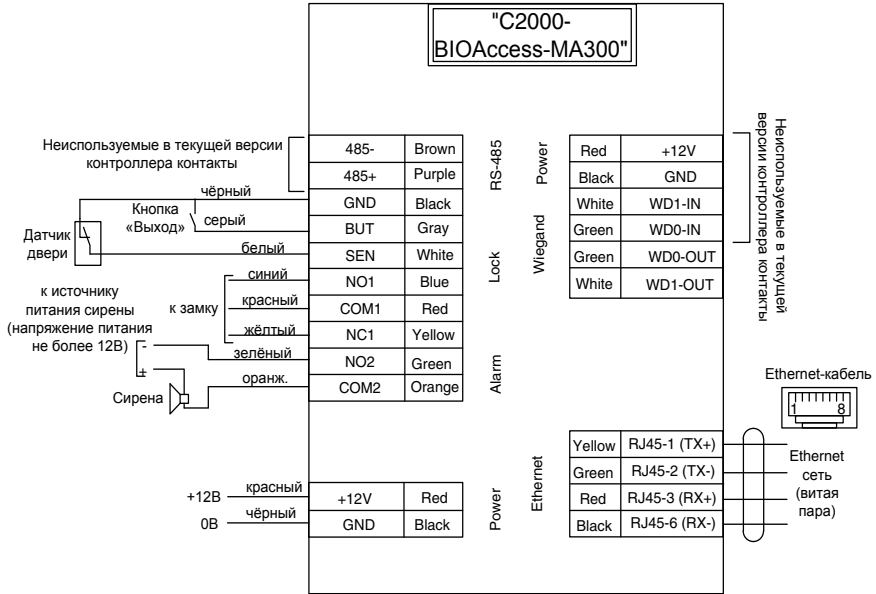 "C2000-
BIOAccess-MA300"
Неиспользуемые в текущей версии
контроллера контакты
чёрный
Кнопка
«Выход»
серый
Датчик
двери
белый
синий
к замку
красный
жёлтый
к источнику
питания сирены
(напряжение питания
не более 12В)
-
+
зелёный
оранж.
Сирена
485- Brown
485+ Purple
GND Black
BUT Gray
SEN White
NO1 Blue
COM1 Red
NC1 Yellow
NO2 Green
COM2 Orange
RS-485
Lock
Alarm
+12В
красный
0В
чёрный
+12V Red
GND Black
Power
Power
Wiegand
Red +12V
Black GND
White WD1-IN
Green WD0-IN
Green WD0-OUT
White WD1-OUT
Неиспользуемые в текущей
версии контроллера контакты
Ethernet-кабель
1 8
Ethernet
Yellow RJ45-1 (TX+)
Green RJ45-2 (TX-)
Red RJ45-3 (RX+)
Black RJ45-6 (RX-)
Ethernet
сеть
(витая
пара)